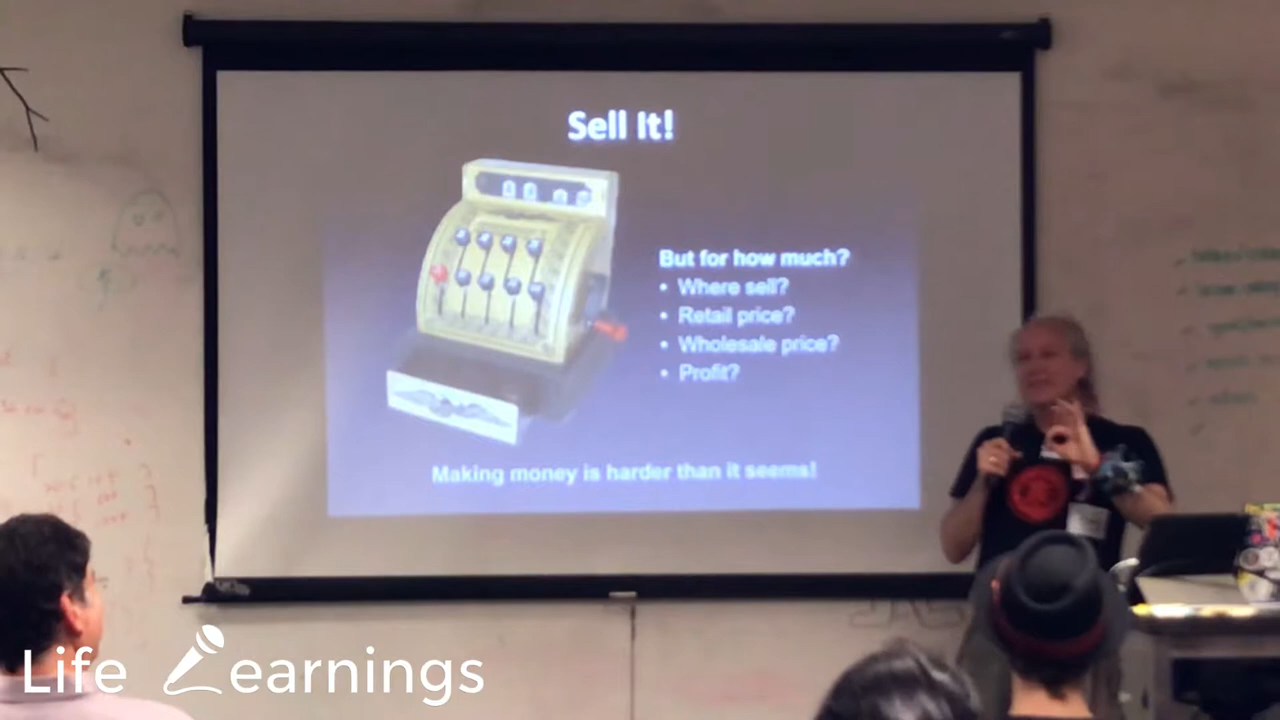 Sell It!
But for how much?
• Where sell?
• Retail price?
• Wholesale price?
• Profit?
Making money is harder than it seems!
Life Learnings